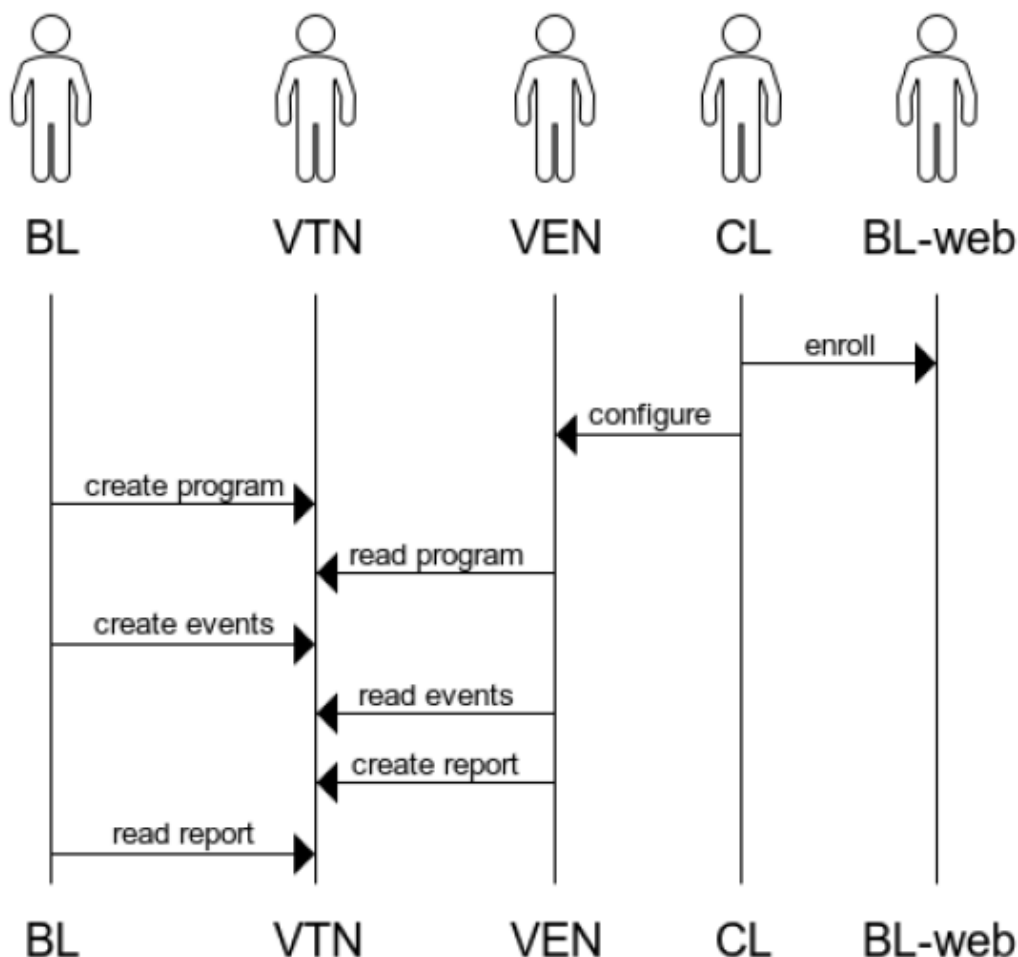 BL VTN VEN CL BL-web
enroll
configure
create program
read program
create events
read events
create report
read report
BL VTN VEN CL BL-web